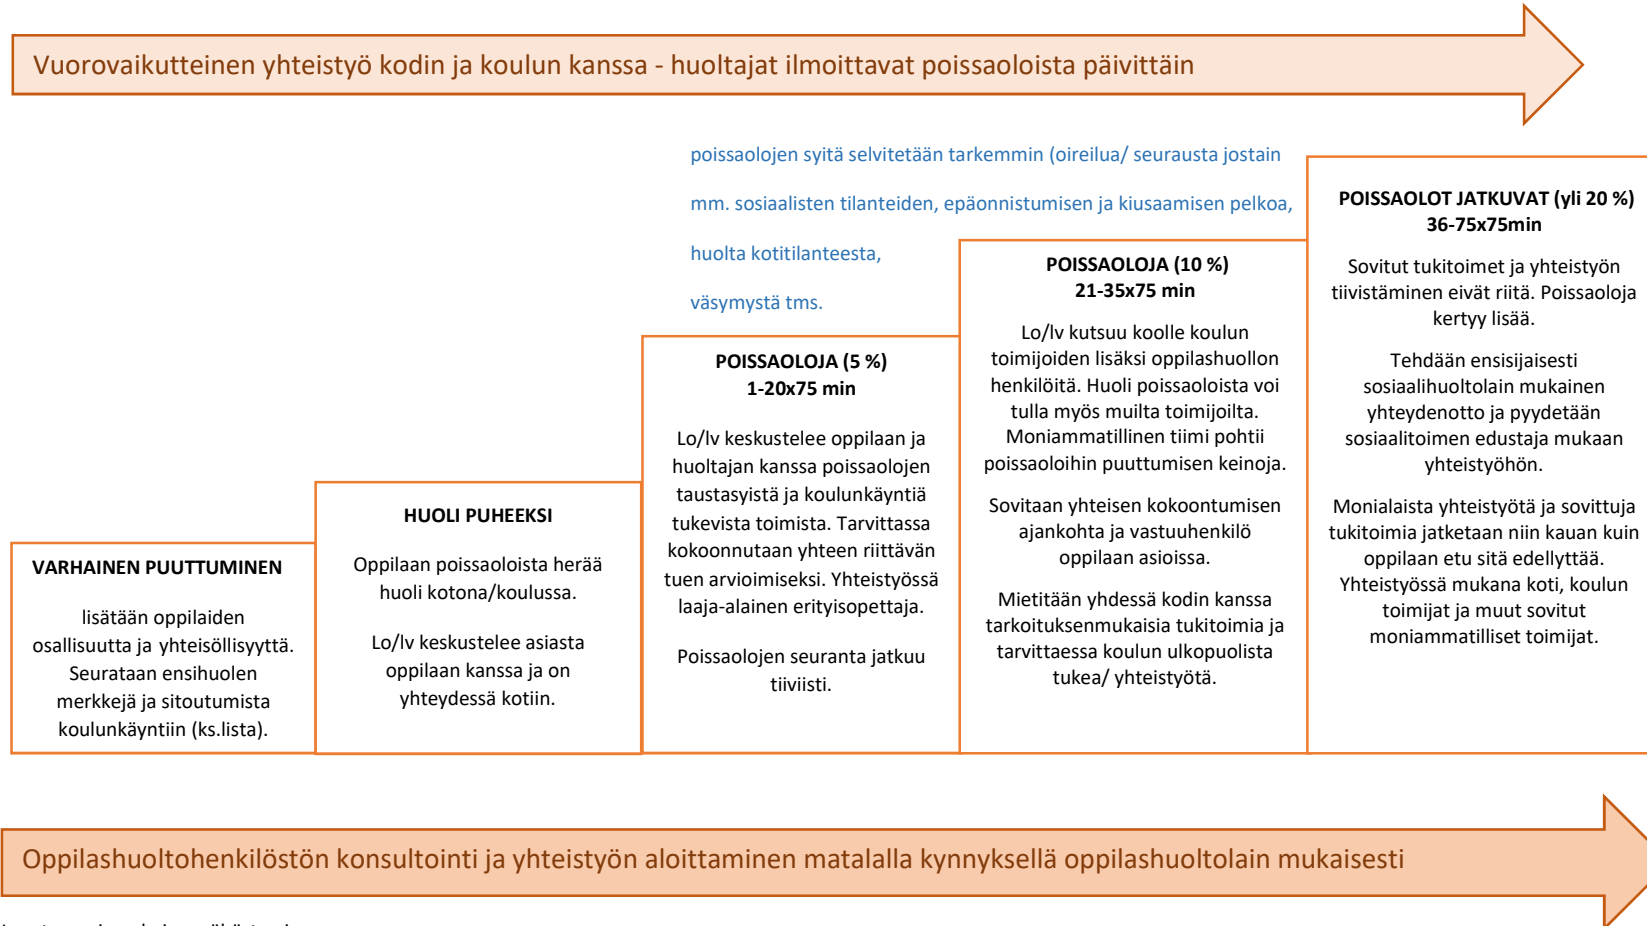 Vuorovaikutteinen yhteistyö kodin ja koulun kanssa - huoltajat ilmoittavat poissaoloista päivittäin
poissaolojen syitä selvitetään tarkemmin (oireilua/ seurausta jostain
mm. sosiaalisten tilanteiden, epäonnistumisen ja kiusaamisen pelkoa,
huolta kotitilanteesta,
väsymystä tms.
VARHAINEN PUUTTUMINEN
lisätään oppilaiden
osallisuutta ja yhteisöllisyyttä.
Seurataan ensihuolen
merkkejä ja sitoutumista
koulunkäyntiin (ks.lista).
HUOLI PUHEEKSI
Oppilaan poissaoloista herää
huoli kotona/koulussa.
Lo/lv keskustelee asiasta
oppilaan kanssa ja on
yhteydessä kotiin.
POISSAOLOJA (5 %)
1-20x75 min
Lo/lv keskustelee oppilaan ja
huoltajan kanssa poissaolojen
taustasyistä ja koulunkäyntiä
tukevista toimista. Tarvittassa
kokoonnutaan yhteen riittävän
tuen arvioimiseksi. Yhteistyössä
laaja-alainen erityisopettaja.
Poissaolojen seuranta jatkuu
tiiviisti.
POISSAOLOJA (10 %)
21-35x75 min
Lo/lv kutsuu koolle koulun
toimijoiden lisäksi oppilashuollon
henkilöitä. Huoli poissaoloista voi
tulla myös muilta toimijoilta.
Moniammatillinen tiimi pohtii
poissaoloihin puuttumisen keinoja.
Sovitaan yhteisen kokoontumisen
ajankohta ja vastuuhenkilö
oppilaan asioissa.
Mietitään yhdessä kodin kanssa
tarkoituksenmukaisia tukitoimia ja
tarvittaessa koulun ulkopuolista
tukea/ yhteistyötä.
POISSAOLOT JATKUVAT (yli 20 %)
36-75x75min
Sovitut tukitoimet ja yhteistyön
tiivistäminen eivät riitä. Poissaoloja
kertyy lisää.
Tehdään ensisijaisesti
sosiaalihuoltolain mukainen
yhteydenotto ja pyydetään
sosiaalitoimen edustaja mukaan
yhteistyöhön.
Monialaista yhteistyötä ja sovittuja
tukitoimia jatketaan niin kauan kuin
oppilaan etu sitä edellyttää.
Yhteistyössä mukana koti, koulun
toimijat ja muut sovitut
moniammatilliset toimijat.
Oppilashuoltohenkilöstön konsultointi ja yhteistyön aloittaminen matalalla kynnyksellä oppilashuoltolain mukaisesti